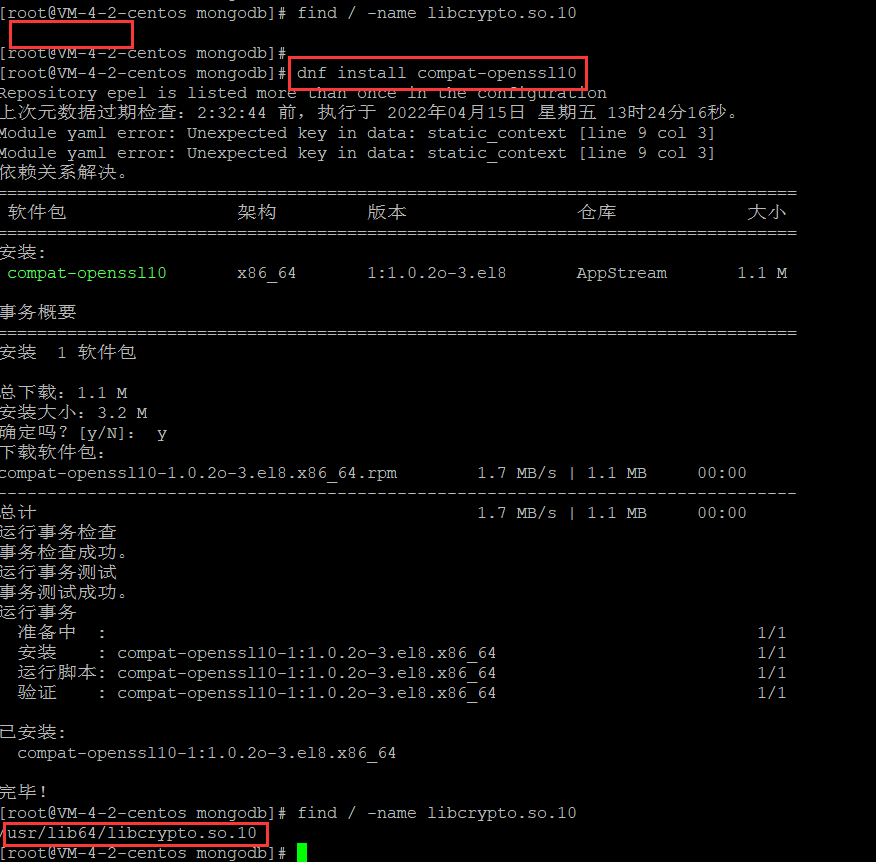 [root@VM-4-2-centos mongodb]# find / -name libcrypto.so.10
[root@VM-4-2-centos mongodb]#
[root@VM-4-2-centos mongodb]# dnf install compat-openssl10
Repository epel is listed more than once in the configuration
上次元数据过期检查：2:32:44 前，执行于 2022年04月15日 星期五 13时24分16秒。
Module yaml error: Unexpected key in data: static_context [line 9 col 3]
Module yaml error: Unexpected key in data: static_context [line 9 col 3]
依赖关系解决。
================================================================================
软件包 架构 版本 仓库 大小
================================================================================
安装:
compat-openssl10 x86_64 1:1.0.2o-3.el8 AppStream 1.1 M
事务概要
================================================================================
安装 1 软件包
总下载：1.1 M
安装大小：3.2 M
确定吗？[y/N]： y
下载软件包：
compat-openssl10-1.0.2o-3.el8.x86_64.rpm 1.7 MB/s | 1.1 MB 00:00
--------------------------------------------------------------------------------
总计 1.7 MB/s | 1.1 MB 00:00
运行事务检查
事务检查成功。
运行事务测试
事务测试成功。
运行事务
准备中 : 1/1
安装 : compat-openssl10-1:1.0.2o-3.el8.x86_64 1/1
运行脚本: compat-openssl10-1:1.0.2o-3.el8.x86_64 1/1
验证 : compat-openssl10-1:1.0.2o-3.el8.x86_64 1/1
已安装:
compat-openssl10-1:1.0.2o-3.el8.x86_64
完毕！
[root@VM-4-2-centos mongodb]# find / -name libcrypto.so.10
/usr/lib64/libcrypto.so.10
[root@VM-4-2-centos mongodb]#